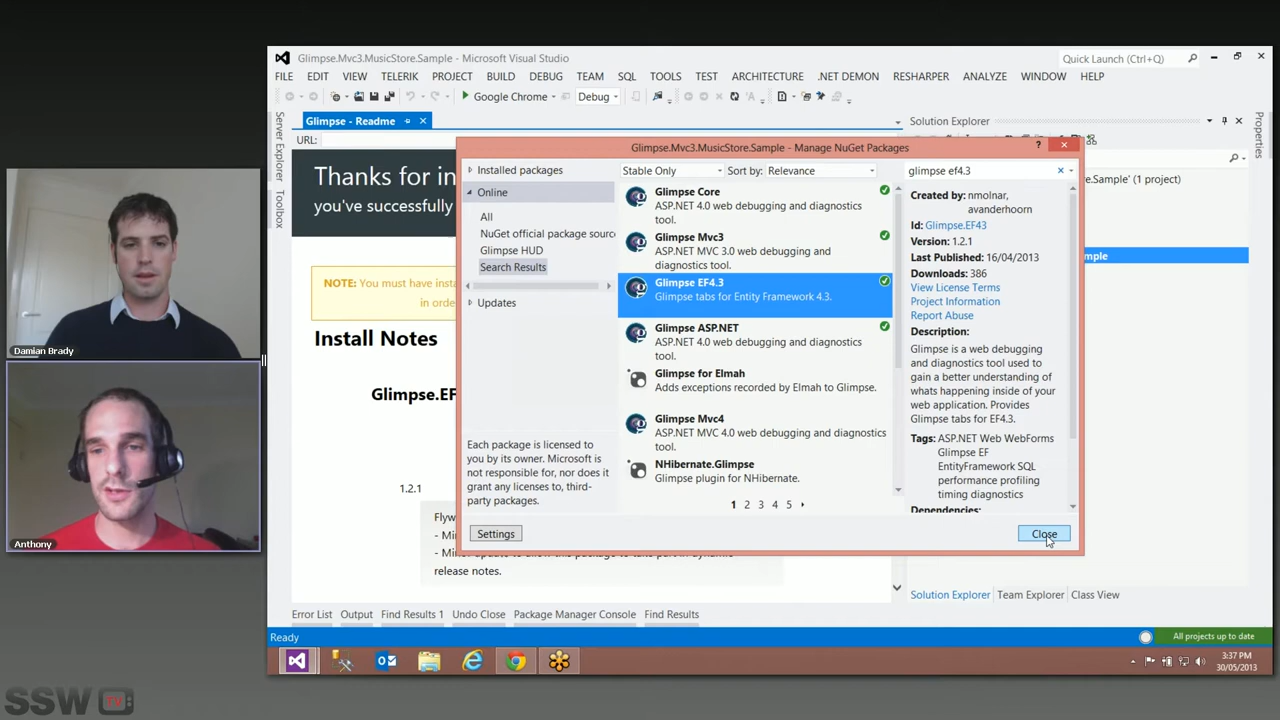 Damian Brady
Anthony
SSW TV
Glimpse.Mvc3.MusicStore.Sample - Microsoft Visual Studio
Quick Launch (Ctrl+Q)
FILE EDIT VIEW TELERIK PROJECT BUILD DEBUG TEAM SQL TOOLS TEST ARCHITECTURE .NET DEMON RESHARPER ANALYZE WINDOW HELP
Google Chrome Debug
Server Explorer
Toolbox
Glimpse - Readme
URL:
Thanks for in
you've successfully
NOTE: You must have insta
in orde
Install Notes
Glimpse.EF
1.2.1
Flyw
- Mi
release notes.
Glimpse.Mvc3.MusicStore.Sample - Manage NuGet Packages
Installed packages
Online
All
NuGet official package sourc
Glimpse HUD
Search Results
Updates
Each package is licensed to
you by its owner. Microsoft is
not responsible for, nor does it
grant any licenses to, third-
party packages.
Settings
Stable Only
Sort by: Relevance
Glimpse Core
ASP.NET 4.0 web debugging and diagnostics
tool.
Glimpse Mvc3
ASP.NET MVC 3.0 web debugging and
diagnostics tool.
Glimpse EF4.3
Glimpse tabs for Entity Framework 4.3.
Glimpse ASP.NET
ASP.NET 4.0 web debugging and diagnostics
tool.
Glimpse for Elmah
Adds exceptions recorded by Elmah to Glimpse.
Glimpse Mvc4
ASP.NET MVC 4.0 web debugging and diagnostics
tool.
NHibernate.Glimpse
Glimpse plugin for NHibernate.
1 2 3 4 5
glimpse ef4.3
Created by: nmolnar,
avanderhoorn
Id: Glimpse.EF43
Version: 1.2.1
Last Published: 16/04/2013
Downloads: 386
View License Terms
Project Information
Report Abuse
Description:
Glimpse is a web debugging
and diagnostics tool used to
gain a better understanding of
whats happening inside of your
web application. Provides
Glimpse tabs for EF4.3.
Tags: ASP.NET Web WebForms
Glimpse EF
EntityFramework SQL
performance profiling
timing diagnostics
Dependencies:
Close
Solution Explorer
Properties
.Sample' (1 project)
mple
Solution Explorer Team Explorer Class View
Error List Output Find Results 1 Undo Close Package Manager Console Find Results
Ready
All projects up to date
3:37 PM
30/05/2013